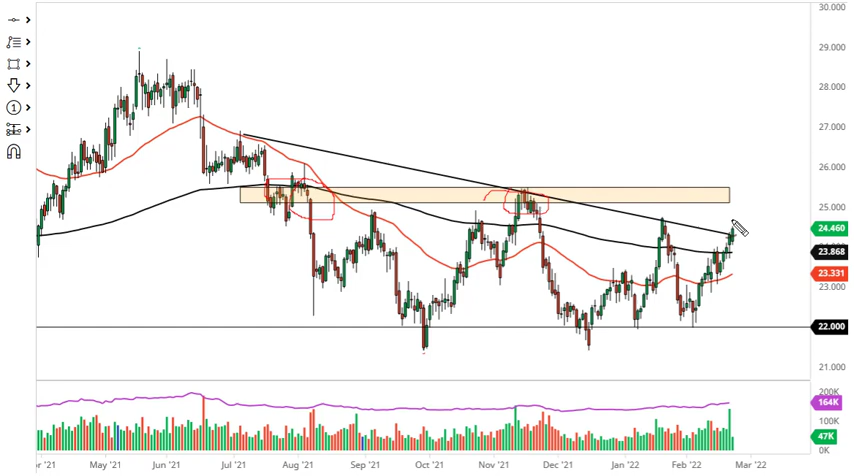 30.000
29.000
28.000
27.000
26.000
25.000
24.460
23.868
23.331
23.000
22.000
21.000
200K
164K
100K
47K
0K
May '21
Jun '21
Jul '21
Aug '21
Sep '21
Oct '21
Nov '21
Dec '21
Jan '22
Feb '22
Mar '22